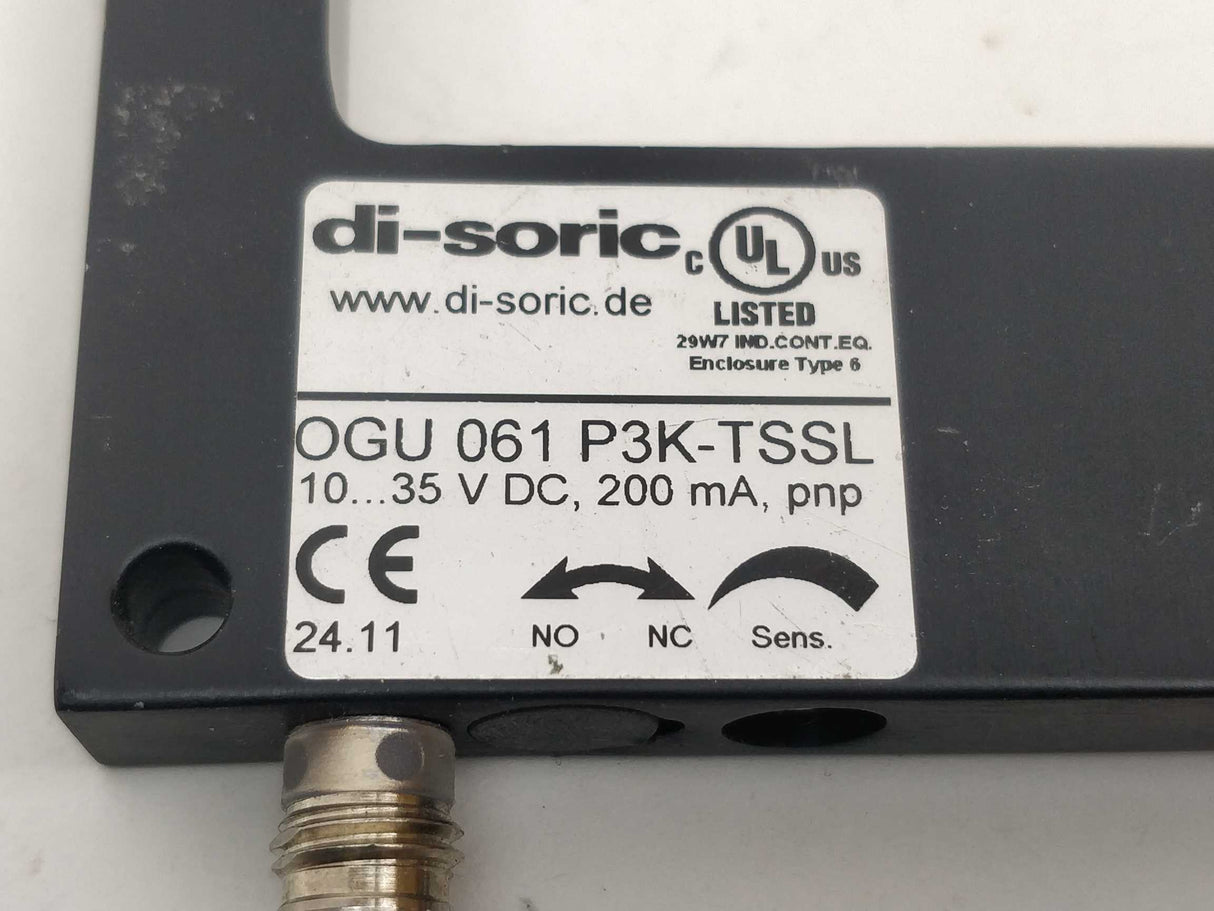 di-soric
c UL US
www.di-soric.de
LISTED
29W7 IND.CONT.EQ.
Enclosure Type 6
OGU 061 P3K-TSSL
10...35 V DC, 200 mA, pnp
CE
24.11
NO NC Sens.